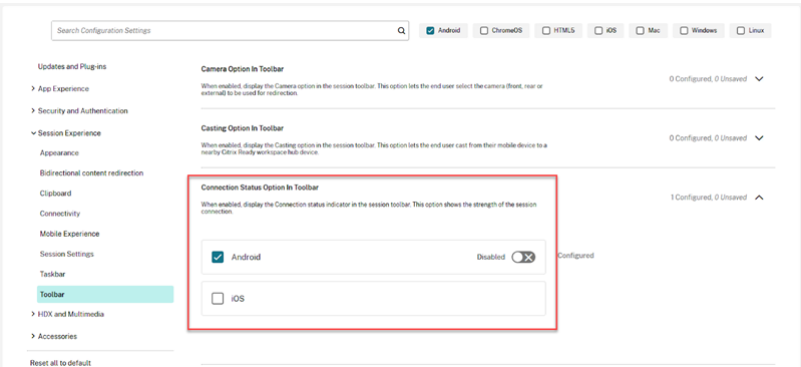 Search Configuration Settings
Android
ChromeOS
HTML5
iOS
Mac
Windows
Linux
Updates and Plug-ins
App Experience
Security and Authentication
Session Experience
Appearance
Bidirectional content redirection
Clipboard
Connectivity
Mobile Experience
Session Settings
Taskbar
Toolbar
HDX and Multimedia
Accessories
Reset all to default
Camera Option In Toolbar
When enabled, display the Camera option in the session toolbar. This option lets the end user select the camera (front, rear or
external) to be used for redirection.
0 Configured, 0 Unsaved
Casting Option In Toolbar
When enabled, display the Casting option in the session toolbar. This option lets the end user cast from their mobile device to a
nearby Citrix Ready workspace hub device.
0 Configured, 0 Unsaved
Connection Status Option In Toolbar
When enabled, display the Connection status indicator in the session toolbar. This option shows the strength of the session
connection.
1 Configured, 0 Unsaved
Android
Disabled
Configured
iOS